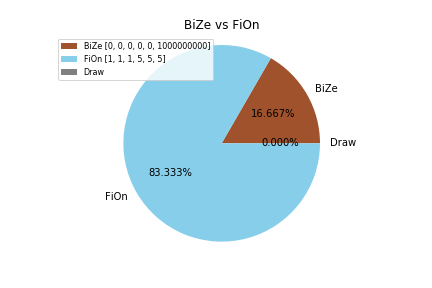 BiZe vs FiOn
BiZe [0, 0, 0, 0, 0, 1000000000]
FiOn [1, 1, 1, 5, 5, 5]
Draw
BiZe
16.667%
0.000%
Draw
83.333%
FiOn